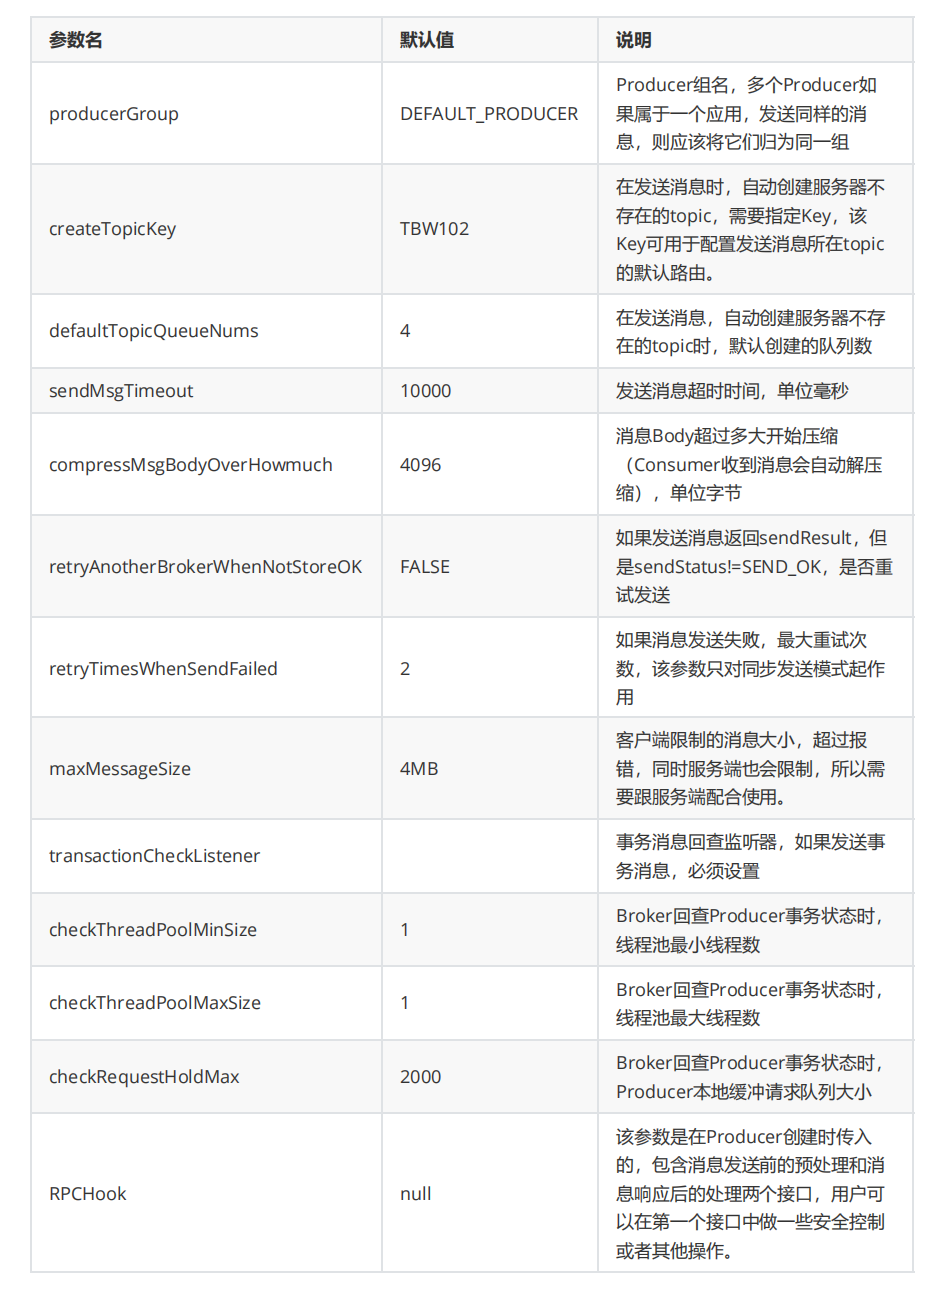 参数名 默认值 说明
producerGroup DEFAULT_PRODUCER Producer组名，多个Producer如
果属于一个应用，发送同样的消
息，则应该将它们归为同一组
createTopicKey TBW102 在发送消息时，自动创建服务器不
存在的topic，需要指定Key，该
Key可用于配置发送消息所在topic
的默认路由。
defaultTopicQueueNums 4 在发送消息，自动创建服务器不存
在的topic时，默认创建的队列数
sendMsgTimeout 10000 发送消息超时时间，单位毫秒
compressMsgBodyOverHowmuch 4096 消息Body超过多大开始压缩
（Consumer收到消息会自动解压
缩），单位字节
retryAnotherBrokerWhenNotStoreOK FALSE 如果发送消息返回sendResult，但
是sendStatus!=SEND_OK，是否重
试发送
retryTimesWhenSendFailed 2 如果消息发送失败，最大重试次
数，该参数只对同步发送模式起作
用
maxMessageSize 4MB 客户端限制的消息大小，超过报
错，同时服务端也会限制，所以需
要跟服务端配合使用。
transactionCheckListener 事务消息回查监听器，如果发送事
务消息，必须设置
checkThreadPoolMinSize 1 Broker回查Producer事务状态时，
线程池最小线程数
checkThreadPoolMaxSize 1 Broker回查Producer事务状态时，
线程池最大线程数
checkRequestHoldMax 2000 Broker回查Producer事务状态时，
Producer本地缓冲请求队列大小
RPCHook null 该参数是在Producer创建时传入
的，包含消息发送前的预处理和消
息响应后的处理两个接口，用户可
以在第一个接口中做一些安全控制
或者其他操作。